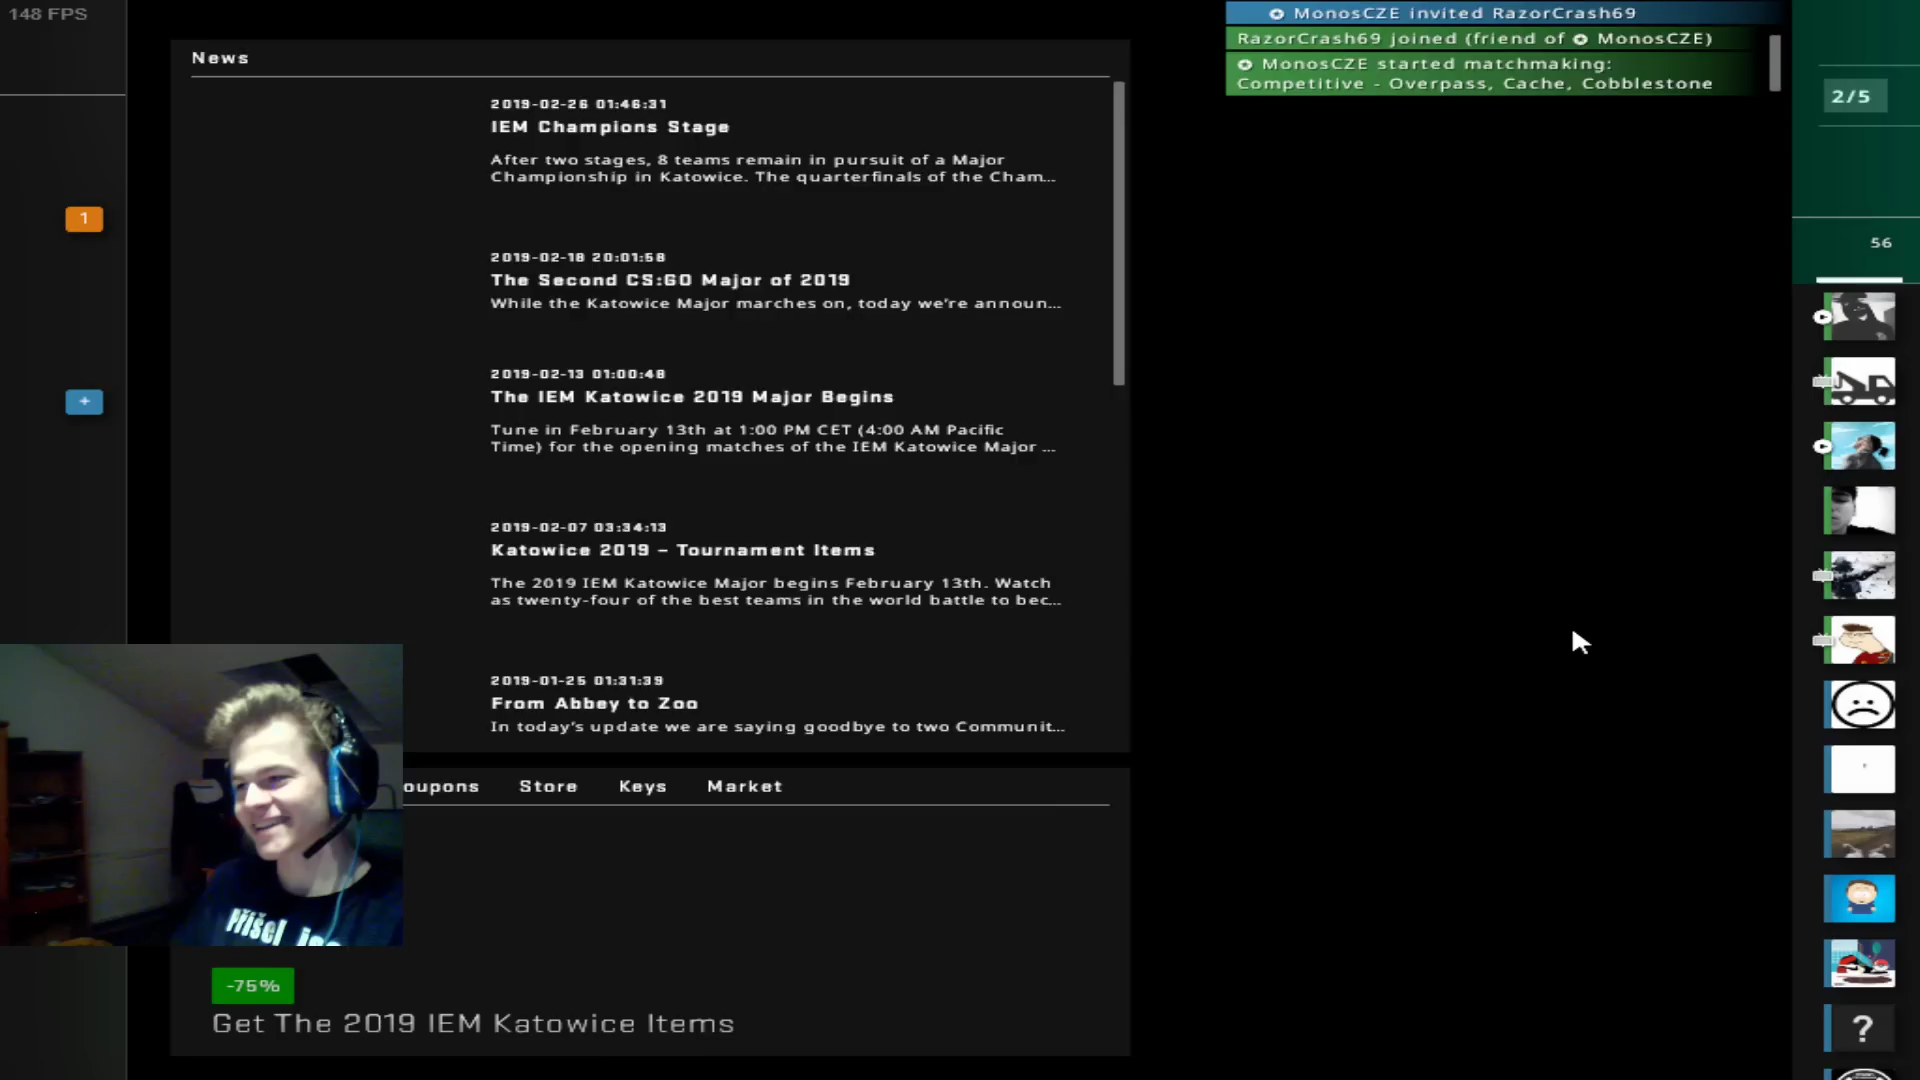 148 FPS
MonosCZE invited RazorCrash69
RazorCrash69 joined (friend of MonosCZE)
MonosCZE started matchmaking:
Competitive - Overpass, Cache, Cobblestone
2/5
56
1
+
News
2019-02-26 01:46:31
IEM Champions Stage
After two stages, 8 teams remain in pursuit of a Major
Championship in Katowice. The quarterfinals of the Cham...
2019-02-18 20:01:58
The Second CS:GO Major of 2019
While the Katowice Major marches on, today we're announ...
2019-02-13 01:00:48
The IEM Katowice 2019 Major Begins
Tune in February 13th at 1:00 PM CET (4:00 AM Pacific
Time) for the opening matches of the IEM Katowice Major ...
2019-02-07 03:34:13
Katowice 2019 – Tournament Items
The 2019 IEM Katowice Major begins February 13th. Watch
as twenty-four of the best teams in the world battle to bec...
2019-01-25 01:31:39
From Abbey to Zoo
In today's update we are saying goodbye to two Communit...
oupons Store Keys Market
přišel
-75%
Get The 2019 IEM Katowice Items
?